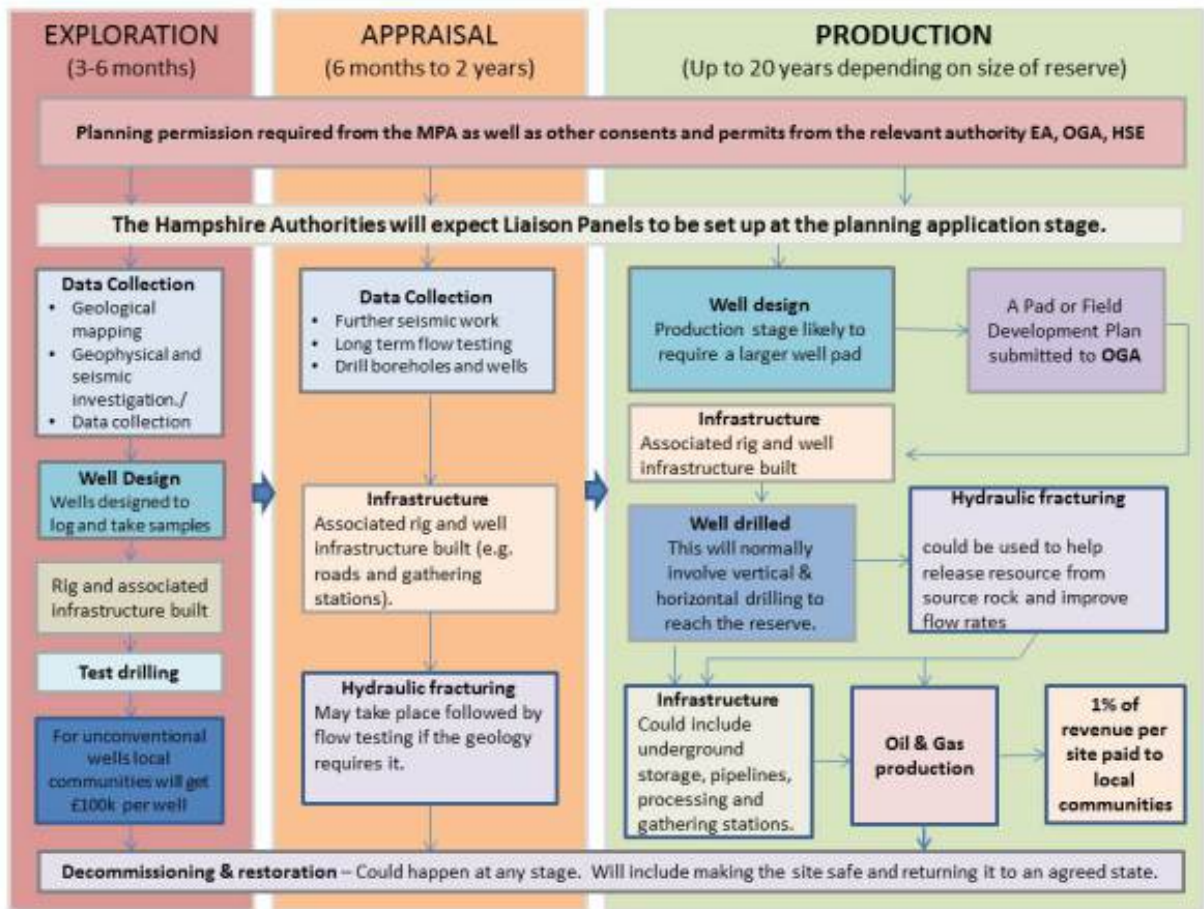 EXPLORATION
(3-6 months)
APPRAISAL
(6 months to 2 years)
PRODUCTION
(Up to 20 years depending on size of reserve)
Planning permission required from the MPA as well as other consents and permits from the relevant authority EA, OGA, HSE
The Hampshire Authorities will expect Liaison Panels to be set up at the planning application stage.
Data Collection
• Geological
mapping
• Geophysical and
seismic
investigation./
• Data collection
Well Design
Wells designed to
log and take samples
Rig and associated
infrastructure built
Test drilling
For unconventional
wells local
communities will get
£100k per well
Data Collection
• Further seismic work
• Long term flow testing
• Drill boreholes and wells
Infrastructure
Associated rig and well
infrastructure built (e.g.
roads and gathering
stations).
Hydraulic fracturing
May take place followed by
flow testing if the geology
requires it.
Well design
Production stage likely to
require a larger well pad
A Pad or Field
Development Plan
submitted to OGA
Infrastructure
Associated rig and well
infrastructure built
Well drilled
This will normally
involve vertical &
horizontal drilling to
reach the reserve.
Hydraulic fracturing
could be used to help
release resource from
source rock and improve
flow rates
Infrastructure
Could include
underground
storage, pipelines,
processing and
gathering stations.
Oil & Gas
production
1% of
revenue per
site paid to
local
communities
Decommissioning & restoration – Could happen at any stage. Will include making the site safe and returning it to an agreed state.